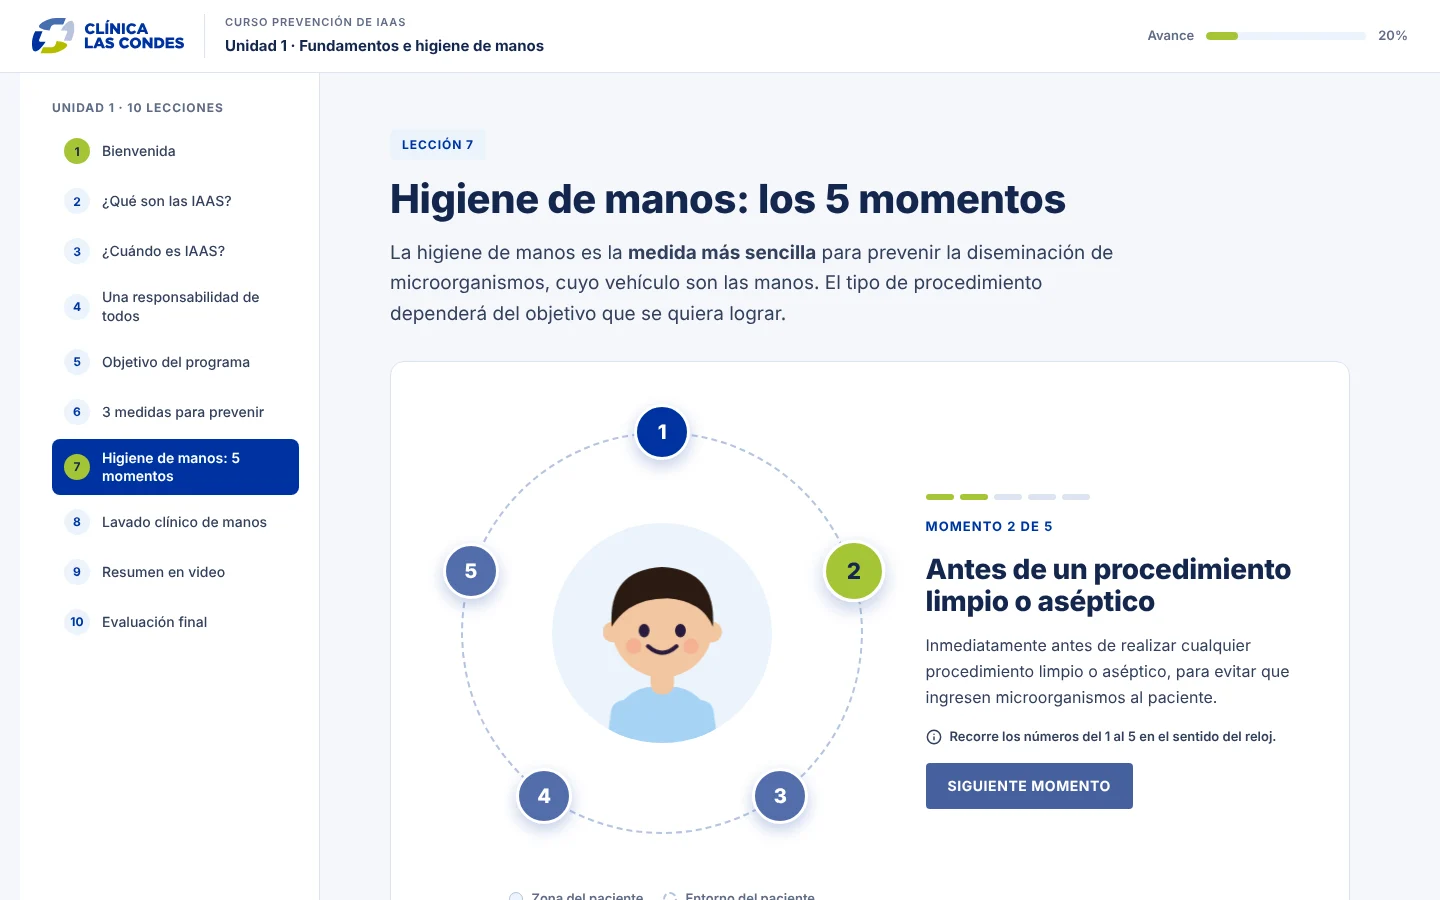 CLÍNICA
LAS CONDES
CURSO PREVENCIÓN DE IAAS
Unidad 1 · Fundamentos e higiene de manos
Avance
20%
UNIDAD 1 · 10 LECCIONES
1 Bienvenida
2 ¿Qué son las IAAS?
3 ¿Cuándo es IAAS?
4 Una responsabilidad de
todos
5 Objetivo del programa
6 3 medidas para prevenir
7 Higiene de manos: 5
momentos
8 Lavado clínico de manos
9 Resumen en video
10 Evaluación final
LECCIÓN 7
Higiene de manos: los 5 momentos
La higiene de manos es la medida más sencilla para prevenir la diseminación de
microorganismos, cuyo vehículo son las manos. El tipo de procedimiento
dependerá del objetivo que se quiera lograr.
1
5
2
4
3
MOMENTO 2 DE 5
Antes de un procedimiento
limpio o aséptico
Inmediatamente antes de realizar cualquier
procedimiento limpio o aséptico, para evitar que
ingresen microorganismos al paciente.
Recorre los números del 1 al 5 en el sentido del reloj.
SIGUIENTE MOMENTO
Zona del paciente
Entorno del paciente